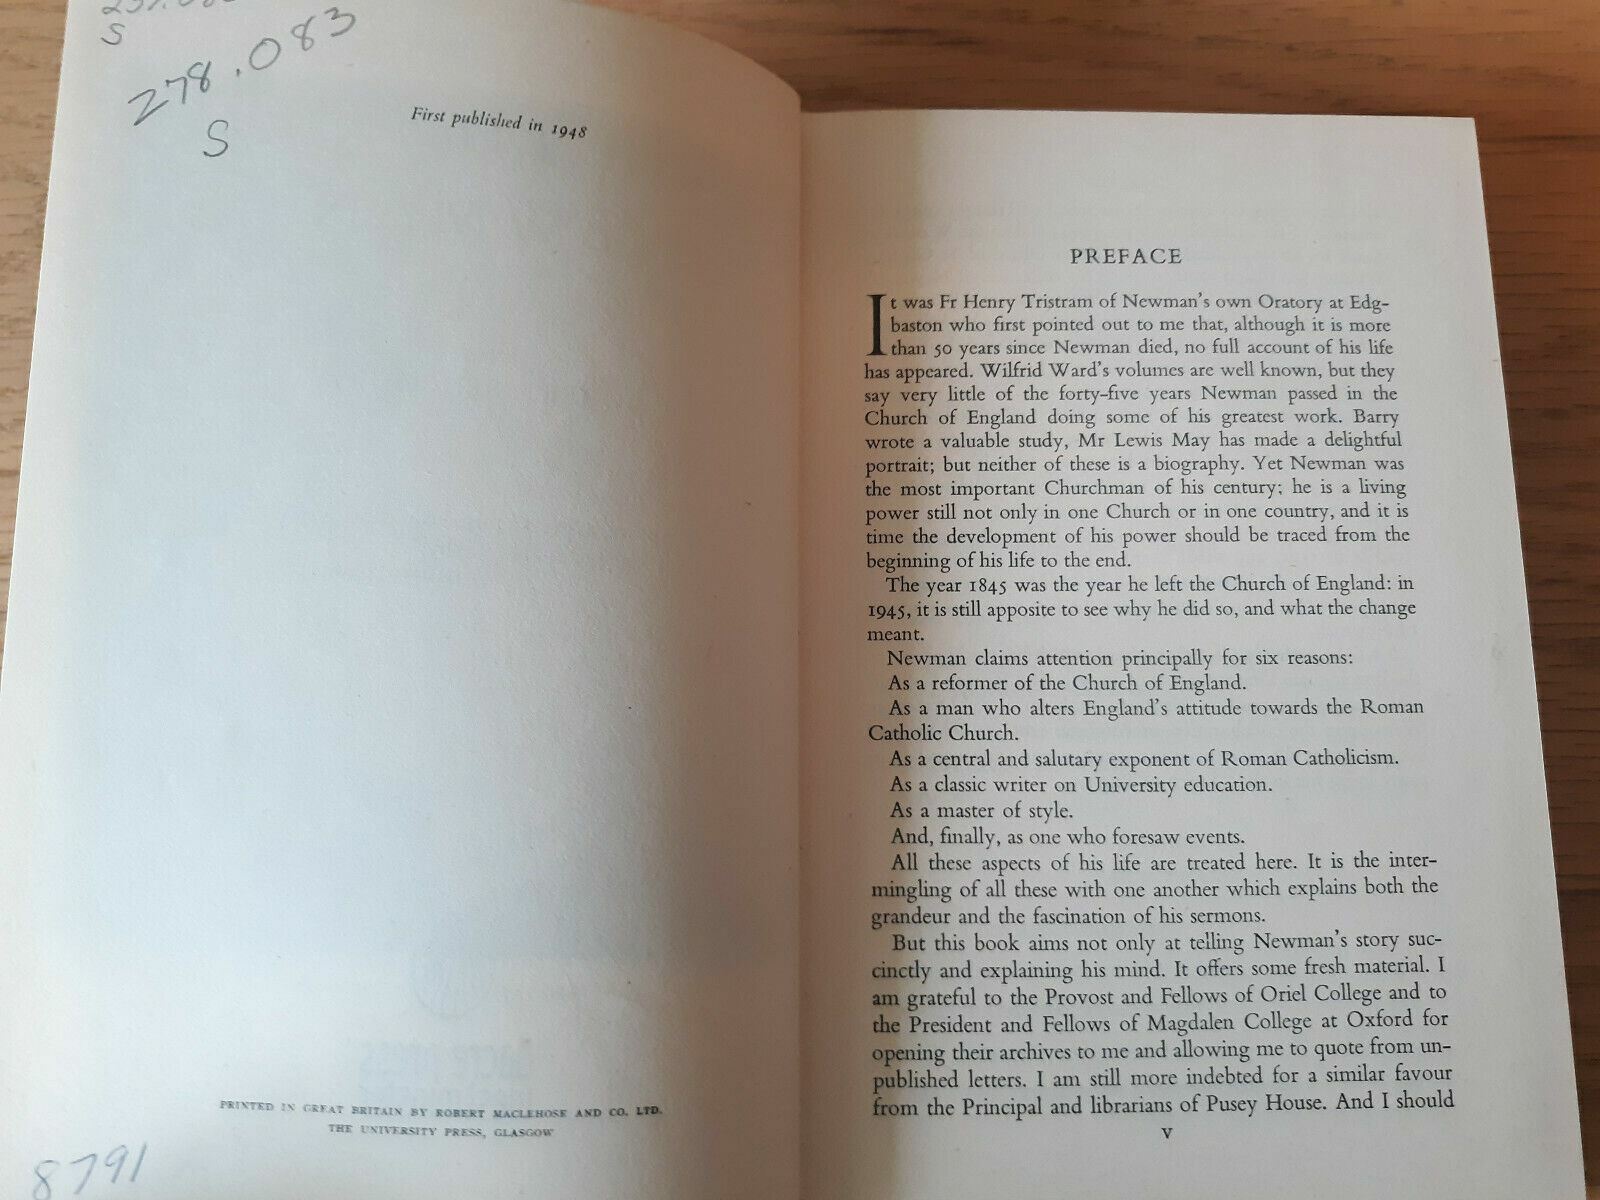 S
278.083
S
First published in 1948
PRINTED IN GREAT BRITAIN BY ROBERT MACLEHOSE AND CO. LTD.
THE UNIVERSITY PRESS, GLASGOW
8791
PREFACE
It was Fr Henry Tristram of Newman's own Oratory at Edg-
baston who first pointed out to me that, although it is more
than 50 years since Newman died, no full account of his life
has appeared. Wilfrid Ward's volumes are well known, but they
say very little of the forty-five years Newman passed in the
Church of England doing some of his greatest work. Barry
wrote a valuable study, Mr Lewis May has made a delightful
portrait; but neither of these is a biography. Yet Newman was
the most important Churchman of his century; he is a living
power still not only in one Church or in one country, and it is
time the development of his power should be traced from the
beginning of his life to the end.
The year 1845 was the year he left the Church of England: in
1945, it is still apposite to see why he did so, and what the change
meant.
Newman claims attention principally for six reasons:
As a reformer of the Church of England.
As a man who alters England's attitude towards the Roman
Catholic Church.
As a central and salutary exponent of Roman Catholicism.
As a classic writer on University education.
As a master of style.
And, finally, as one who foresaw events.
All these aspects of his life are treated here. It is the inter-
mingling of all these with one another which explains both the
grandeur and the fascination of his sermons.
But this book aims not only at telling Newman's story suc-
cinctly and explaining his mind. It offers some fresh material. I
am grateful to the Provost and Fellows of Oriel College and to
the President and Fellows of Magdalen College at Oxford for
opening their archives to me and allowing me to quote from un-
published letters. I am still more indebted for a similar favour
from the Principal and librarians of Pusey House. And I should
v